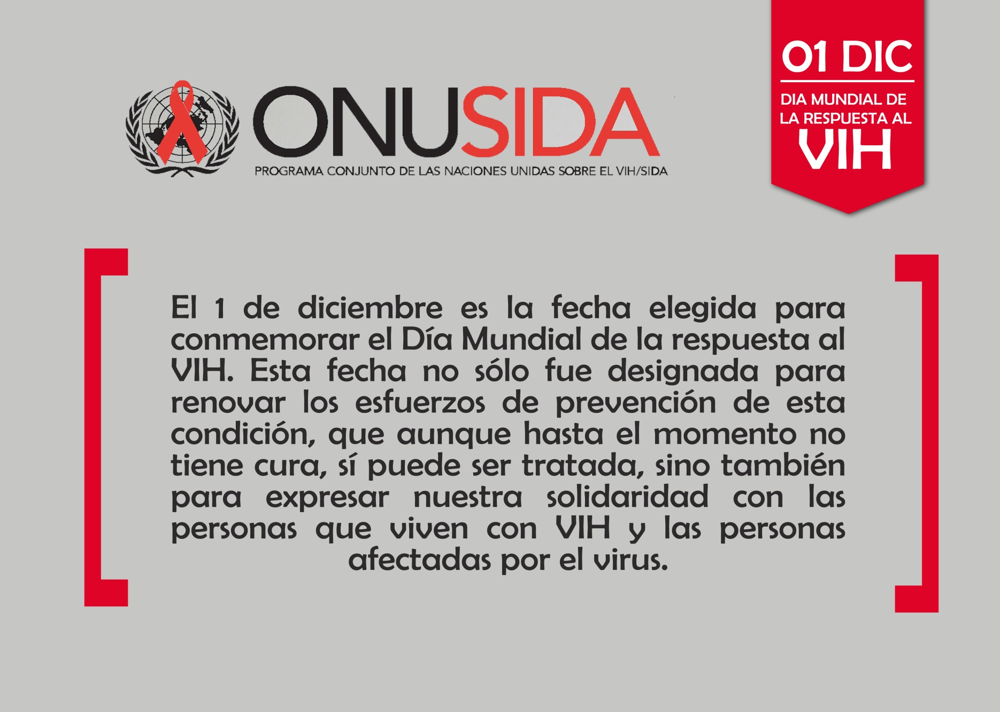 ONUSIDA
PROGRAMA CONJUNTO DE LAS NACIONES UNIDAS SOBRE EL VIH/SIDA
01 DIC
DIA MUNDIAL DE
LA RESPUESTA AL
VIH
El 1 de diciembre es la fecha elegida para
conmemorar el Día Mundial de la respuesta al
VIH. Esta fecha no sólo fue designada para
renovar los esfuerzos de prevención de esta
condición, que aunque hasta el momento no
tiene cura, sí puede ser tratada, sino también
para expresar nuestra solidaridad con las
personas que viven con VIH y las personas
afectadas por el virus.